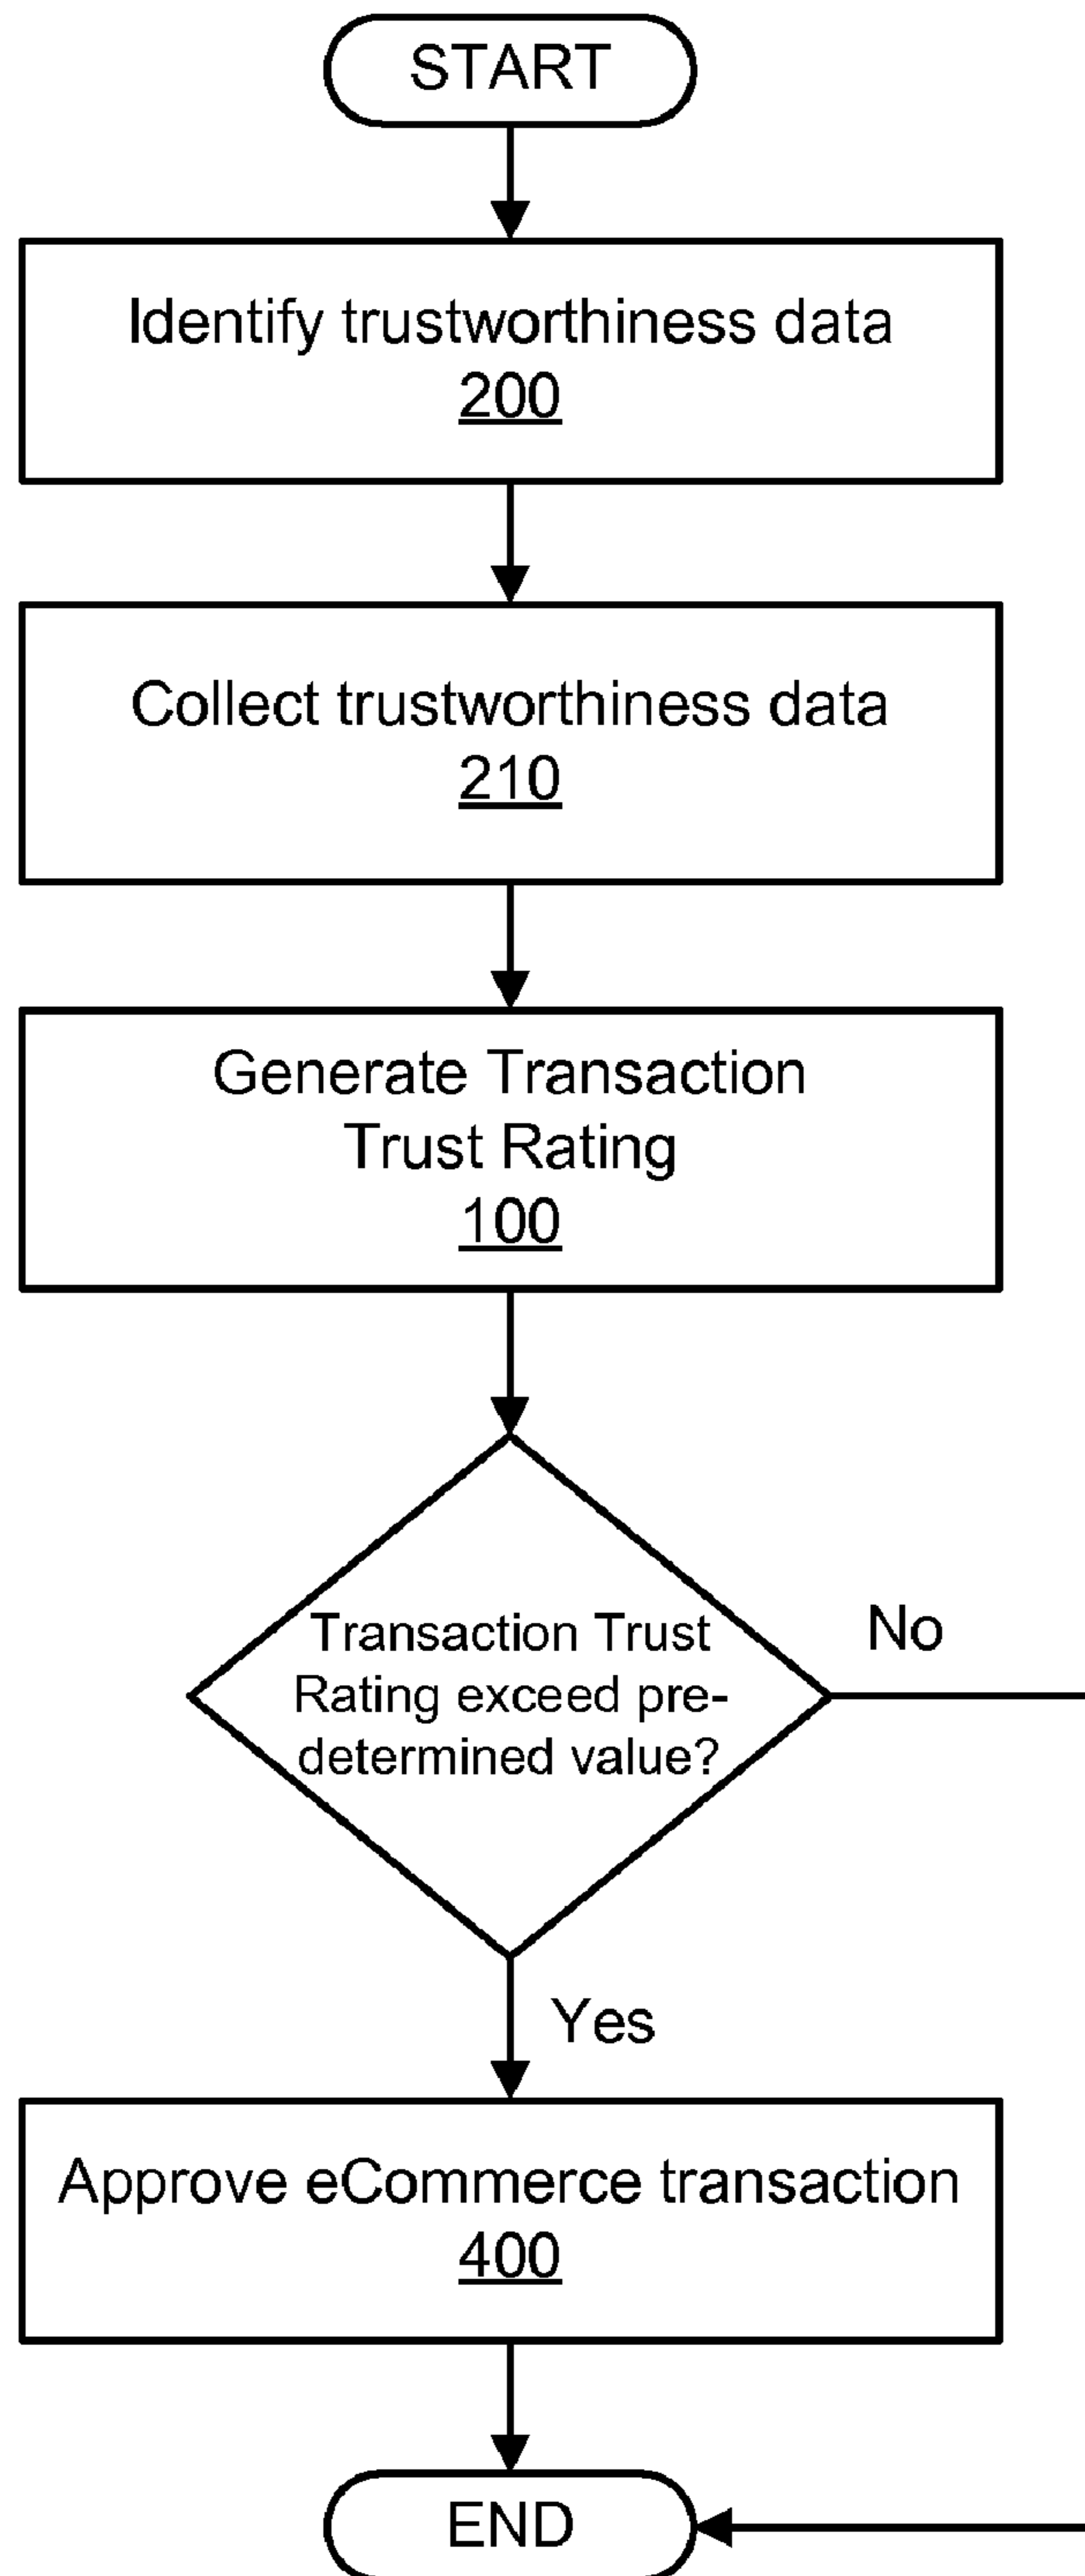 START
Identify trustworthiness data
200
Collect trustworthiness data
210
Generate Transaction
Trust Rating
100
Transaction Trust
Rating exceed pre-
determined value?
No
Yes
Approve eCommerce transaction
400
END